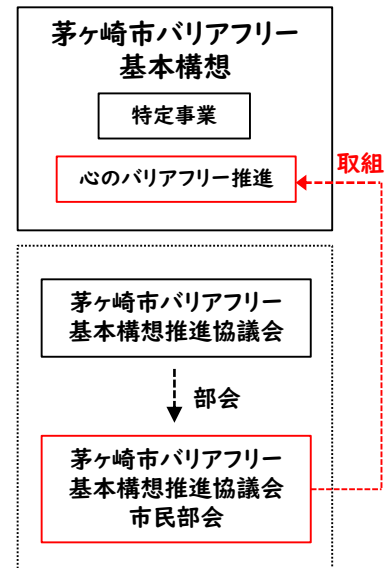 茅ヶ崎市バリアフリー
基本構想
特定事業
心のバリアフリー推進
取組
茅ヶ崎市バリアフリー
基本構想推進協議会
部会
茅ヶ崎市バリアフリー
基本構想推進協議会
市民部会